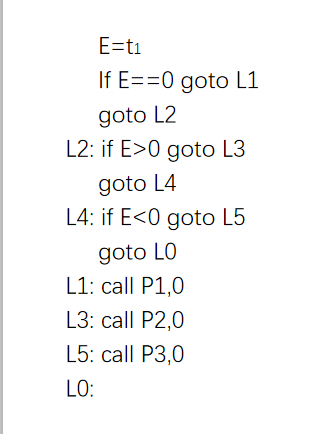 E=t₁
If E==0 goto L1
goto L2
L2: if E>0 goto L3
goto L4
L4: if E<0 goto L5
goto L0
L1: call P1,0
L3: call P2,0
L5: call P3,0
L0: